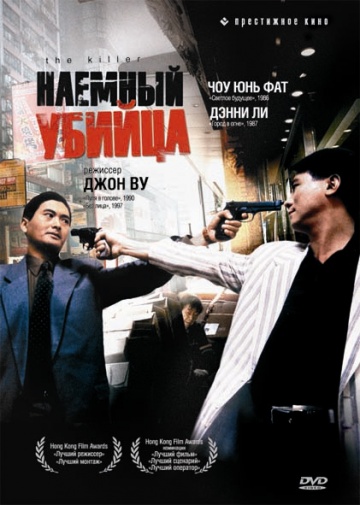 ПРЕСТИЖНОЕ КИНО
the killer
НАЕМНЫЙ
УБИЙЦА
ЧОУ ЮНЬ ФАТ
«Светлое будущее», 1986
ДЭННИ ЛИ
«Город в огне», 1987
режиссер
ДЖОН ВУ
«Пуля в голове», 1990
«Без лица», 1997
Hong Kong Film Awards
«Лучший режиссер»
«Лучший монтаж»
Hong Kong Film Awards
номинации
«Лучший фильм»
«Лучший сценарий»
«Лучший оператор»
DVD
VIDEO